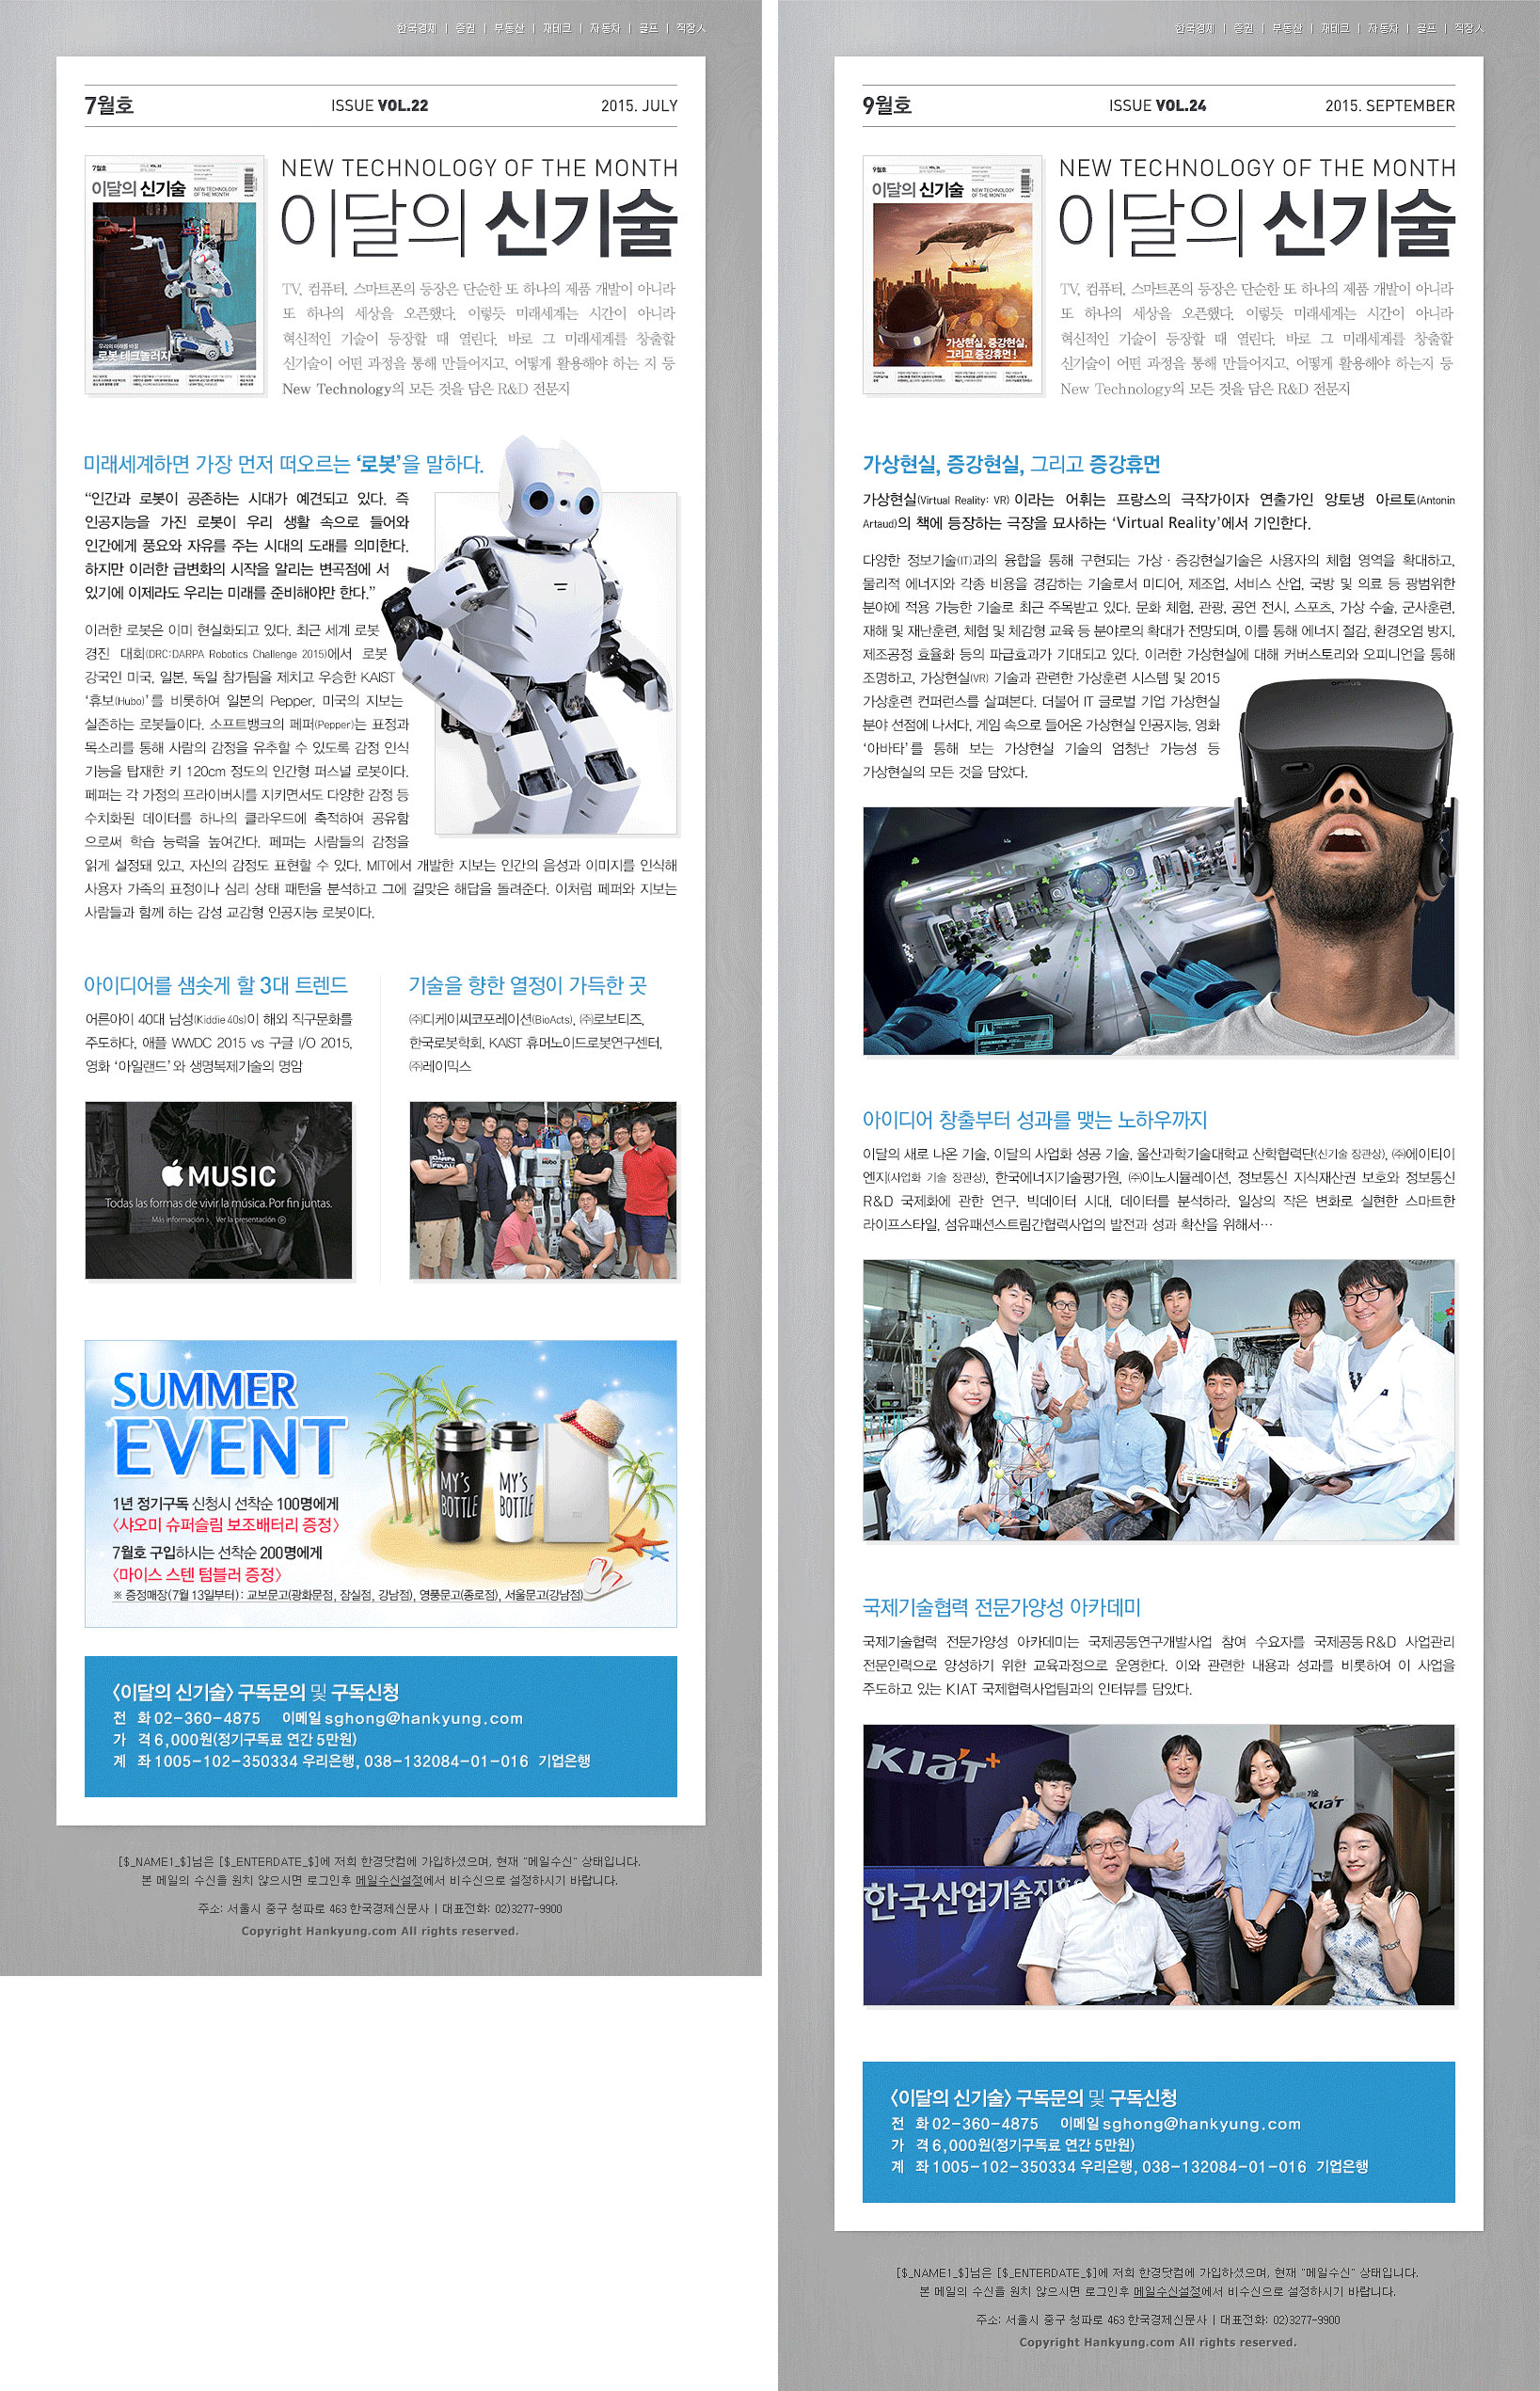 한국경제 | 증권 | 부동산 | 재테크 | 자동차 | 골프 | 직장人
7월호
ISSUE VOL.22
2015. JULY
7월호
이달의 신기술
NEW TECHNOLOGY
OF THE MONTH
우리의 미래를 바꿀
로봇 테크놀러지
NEW TECHNOLOGY OF THE MONTH
이달의 신기술
TV, 컴퓨터, 스마트폰의 등장은 단순한 또 하나의 제품 개발이 아니라
또 하나의 세상을 오픈했다. 이렇듯 미래세계는 시간이 아니라
혁신적인 기술이 등장할 때 열린다. 바로 그 미래세계를 창출할
신기술이 어떤 과정을 통해 만들어지고, 어떻게 활용해야 하는 지 등
New Technology의 모든 것을 담은 R&D 전문지
미래세계하면 가장 먼저 떠오르는 ‘로봇’을 말하다.
“인간과 로봇이 공존하는 시대가 예견되고 있다. 즉
인공지능을 가진 로봇이 우리 생활 속으로 들어와
인간에게 풍요와 자유를 주는 시대의 도래를 의미한다.
하지만 이러한 급변화의 시작을 알리는 변곡점에 서
있기에 이제라도 우리는 미래를 준비해야만 한다.”
이러한 로봇은 이미 현실화되고 있다. 최근 세계 로봇
경진 대회(DRC:DARPA Robotics Challenge 2015)에서 로봇
강국인 미국, 일본, 독일 참가팀을 제치고 우승한 KAIST
‘휴보(Hubo)’를 비롯하여 일본의 Pepper, 미국의 지보는
실존하는 로봇들이다. 소프트뱅크의 페퍼(Pepper)는 표정과
목소리를 통해 사람의 감정을 유추할 수 있도록 감정 인식
기능을 탑재한 키 120cm 정도의 인간형 퍼스널 로봇이다.
페퍼는 각 가정의 프라이버시를 지키면서도 다양한 감정 등
수치화된 데이터를 하나의 클라우드에 축적하여 공유함
으로써 학습 능력을 높여간다. 페퍼는 사람들의 감정을
읽게 설정돼 있고, 자신의 감정도 표현할 수 있다. MIT에서 개발한 지보는 인간의 음성과 이미지를 인식해
사용자 가족의 표정이나 심리 상태 패턴을 분석하고 그에 걸맞은 해답을 돌려준다. 이처럼 페퍼와 지보는
사람들과 함께 하는 감성 교감형 인공지능 로봇이다.
아이디어를 샘솟게 할 3대 트렌드
어른아이 40대 남성(Kiddie 40s)이 해외 직구문화를
주도하다, 애플 WWDC 2015 vs 구글 I/O 2015,
영화 ‘아일랜드’와 생명복제기술의 명암
MUSIC
Todas las formas de vivir la música. Por fin juntas.
Más información › Ver la presentación
기술을 향한 열정이 가득한 곳
㈜디케이씨코포레이션(BioActs), ㈜로보티즈,
한국로봇학회, KAIST 휴머노이드로봇연구센터,
㈜레이믹스
SUMMER
EVENT
MY'S
BOTTLE
MY'S
BOTTLE
1년 정기구독 신청시 선착순 100명에게
〈샤오미 슈퍼슬림 보조배터리 증정〉
7월호 구입하시는 선착순 200명에게
〈마이스 스텐 텀블러 증정〉
※ 증정매장(7월 13일부터) : 교보문고(광화문점, 잠실점, 강남점), 영풍문고(종로점), 서울문고(강남점)
〈이달의 신기술〉 구독문의 및 구독신청
전 화 02-360-4875 이메일 sghong@hankyung.com
가 격 6,000원(정기구독료 연간 5만원)
계 좌 1005-102-350334 우리은행, 038-132084-01-016 기업은행
[$_NAME1_$]님은 [$_ENTERDATE_$]에 저희 한경닷컴에 가입하셨으며, 현재 "메일수신" 상태입니다.
본 메일의 수신을 원치 않으시면 로그인후 메일수신설정에서 비수신으로 설정하시기 바랍니다.
주소: 서울시 중구 청파로 463 한국경제신문사 | 대표전화: 02)3277-9900
Copyright Hankyung.com All rights reserved.
한국경제 | 증권 | 부동산 | 재테크 | 자동차 | 골프 | 직장人
9월호
ISSUE VOL.24
2015. SEPTEMBER
9월호
이달의 신기술
NEW TECHNOLOGY
OF THE MONTH
가상현실, 증강현실,
그리고 증강휴먼!
NEW TECHNOLOGY OF THE MONTH
이달의 신기술
TV, 컴퓨터, 스마트폰의 등장은 단순한 또 하나의 제품 개발이 아니라
또 하나의 세상을 오픈했다. 이렇듯 미래세계는 시간이 아니라
혁신적인 기술이 등장할 때 열린다. 바로 그 미래세계를 창출할
신기술이 어떤 과정을 통해 만들어지고, 어떻게 활용해야 하는지 등
New Technology의 모든 것을 담은 R&D 전문지
가상현실, 증강현실, 그리고 증강휴먼
가상현실(Virtual Reality: VR) 이라는 어휘는 프랑스의 극작가이자 연출가인 앙토냉 아르토(Antonin
Artaud)의 책에 등장하는 극장을 묘사하는 ‘Virtual Reality’에서 기인한다.
다양한 정보기술(IT)과의 융합을 통해 구현되는 가상 · 증강현실기술은 사용자의 체험 영역을 확대하고,
물리적 에너지와 각종 비용을 경감하는 기술로서 미디어, 제조업, 서비스 산업, 국방 및 의료 등 광범위한
분야에 적용 가능한 기술로 최근 주목받고 있다. 문화 체험, 관광, 공연 전시, 스포츠, 가상 수술, 군사훈련,
재해 및 재난훈련, 체험 및 체감형 교육 등 분야로의 확대가 전망되며, 이를 통해 에너지 절감, 환경오염 방지,
제조공정 효율화 등의 파급효과가 기대되고 있다. 이러한 가상현실에 대해 커버스토리와 오피니언을 통해
조명하고, 가상현실(VR) 기술과 관련한 가상훈련 시스템 및 2015
가상훈련 컨퍼런스를 살펴본다. 더불어 IT 글로벌 기업 가상현실
분야 선점에 나서다, 게임 속으로 들어온 가상현실 인공지능, 영화
‘아바타’를 통해 보는 가상현실 기술의 엄청난 가능성 등
가상현실의 모든 것을 담았다.
oculus
아이디어 창출부터 성과를 맺는 노하우까지
이달의 새로 나온 기술, 이달의 사업화 성공 기술, 울산과학기술대학교 산학협력단(신기술 장관상), ㈜에이티이
엔지(사업화 기술 장관상), 한국에너지기술평가원, ㈜이노시뮬레이션, 정보통신 지식재산권 보호와 정보통신
R&D 국제화에 관한 연구, 빅데이터 시대, 데이터를 분석하라, 일상의 작은 변화로 실현한 스마트한
라이프스타일, 섬유패션스트림간협력사업의 발전과 성과 확산을 위해서…
국제기술협력 전문가양성 아카데미
국제기술협력 전문가양성 아카데미는 국제공동연구개발사업 참여 수요자를 국제공동 R&D 사업관리
전문인력으로 양성하기 위한 교육과정으로 운영한다. 이와 관련한 내용과 성과를 비롯하여 이 사업을
주도하고 있는 KIAT 국제협력사업팀과의 인터뷰를 담았다.
KIAT
KIAT
한국산업기술진흥
〈이달의 신기술〉 구독문의 및 구독신청
전 화 02-360-4875 이메일 sghong@hankyung.com
가 격 6,000원(정기구독료 연간 5만원)
계 좌 1005-102-350334 우리은행, 038-132084-01-016 기업은행
[$_NAME1_$]님은 [$_ENTERDATE_$]에 저희 한경닷컴에 가입하셨으며, 현재 "메일수신" 상태입니다.
본 메일의 수신을 원치 않으시면 로그인후 메일수신설정에서 비수신으로 설정하시기 바랍니다.
주소: 서울시 중구 청파로 463 한국경제신문사 | 대표전화: 02)3277-9900
Copyright Hankyung.com All rights reserved.